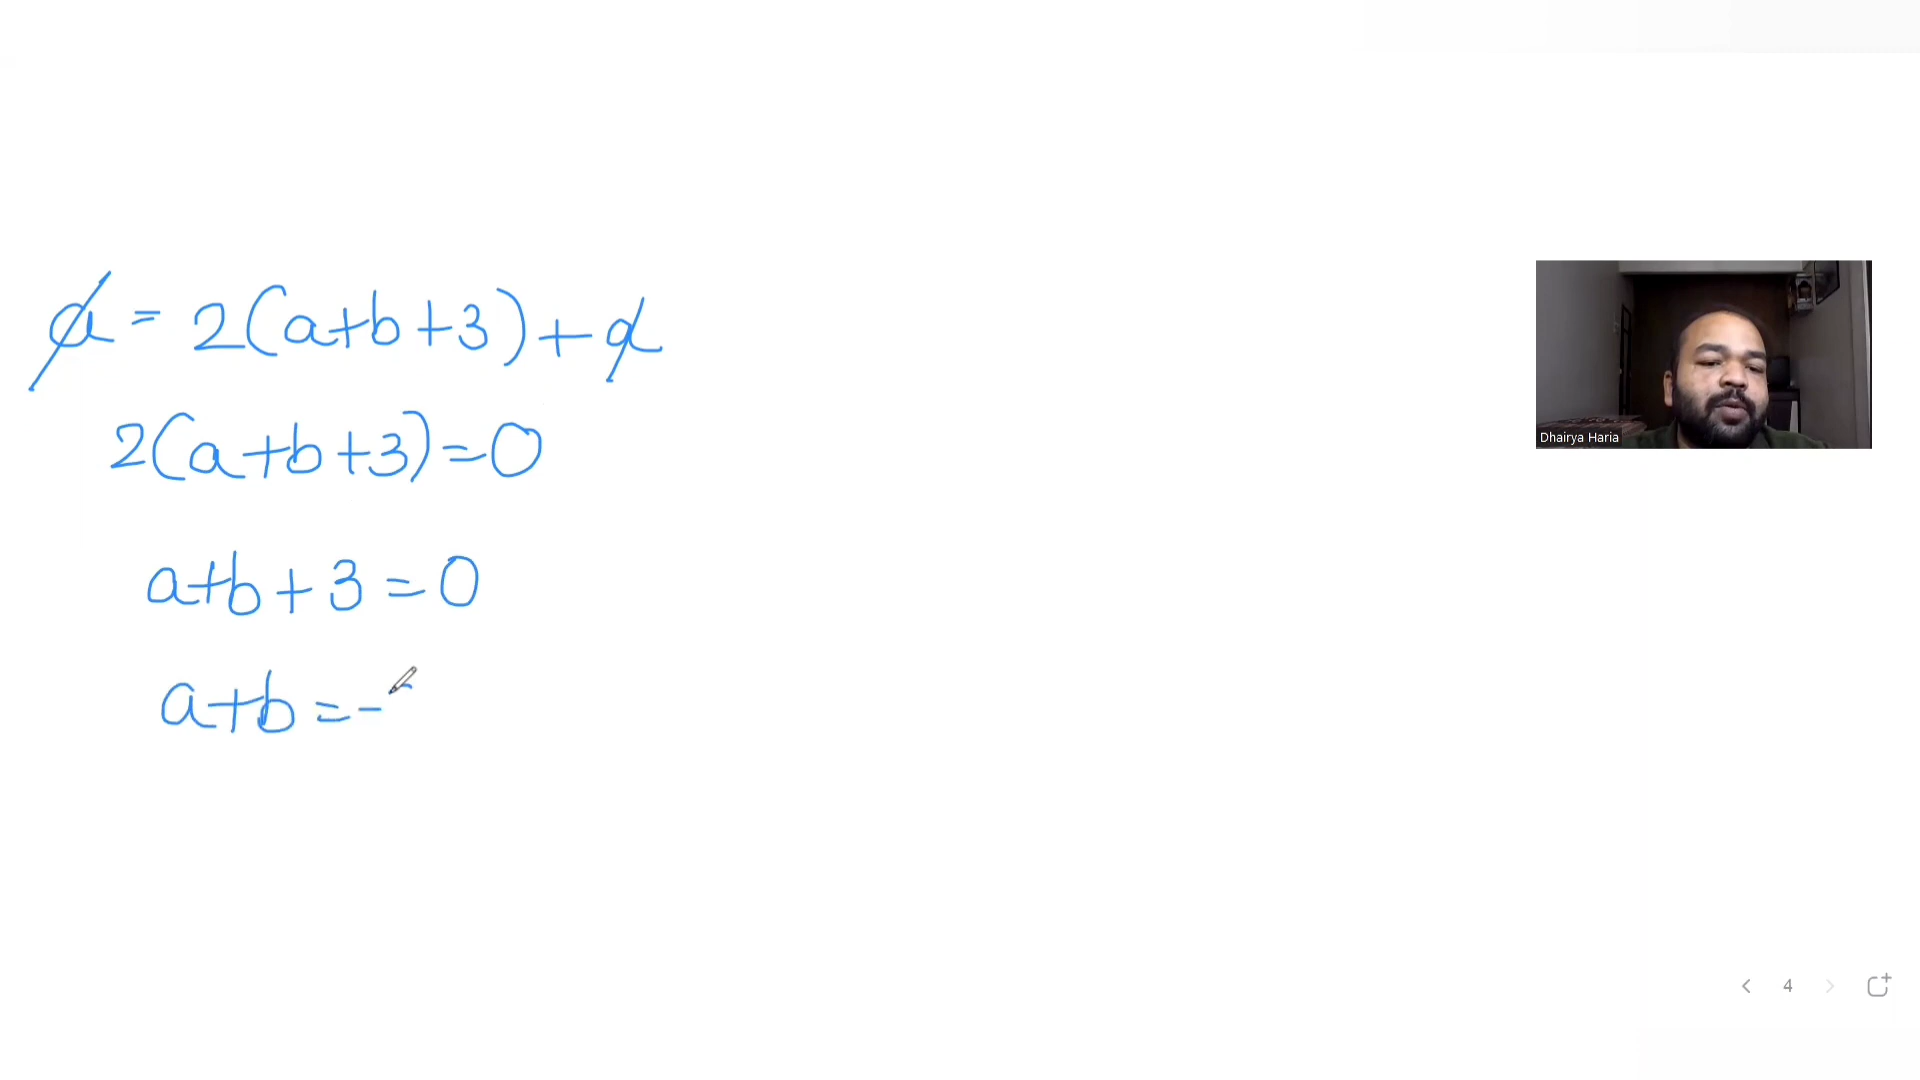 a = 2(a+b+3)+a
2(a+b+3)=0
a+b+3=0
a+b=-
Dhairya Haria
4